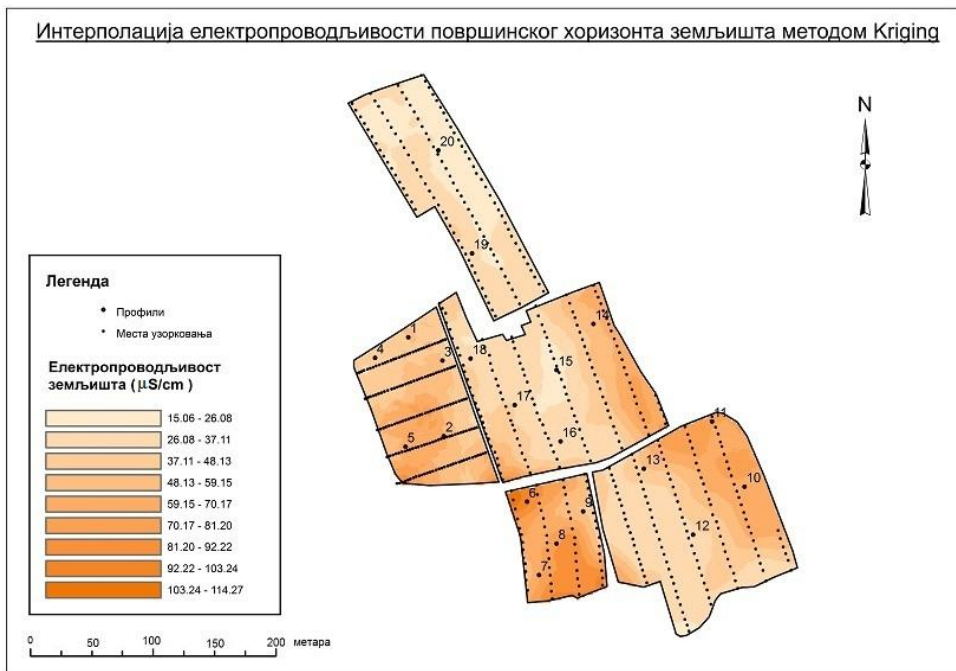 Интерполација електропроводљивости површинског хоризонта земљишта методом Kriging
N
20
19
1
4
3
18
14
15
17
16
5
2
11
13
10
12
6
9
8
7
Легенда
Профили
Места узорковања
Електропроводљивост
земљишта (μS/cm )
15.06 - 26.08
26.08 - 37.11
37.11 - 48.13
48.13 - 59.15
59.15 - 70.17
70.17 - 81.20
81.20 - 92.22
92.22 - 103.24
103.24 - 114.27
0 50 100 150 200 метара